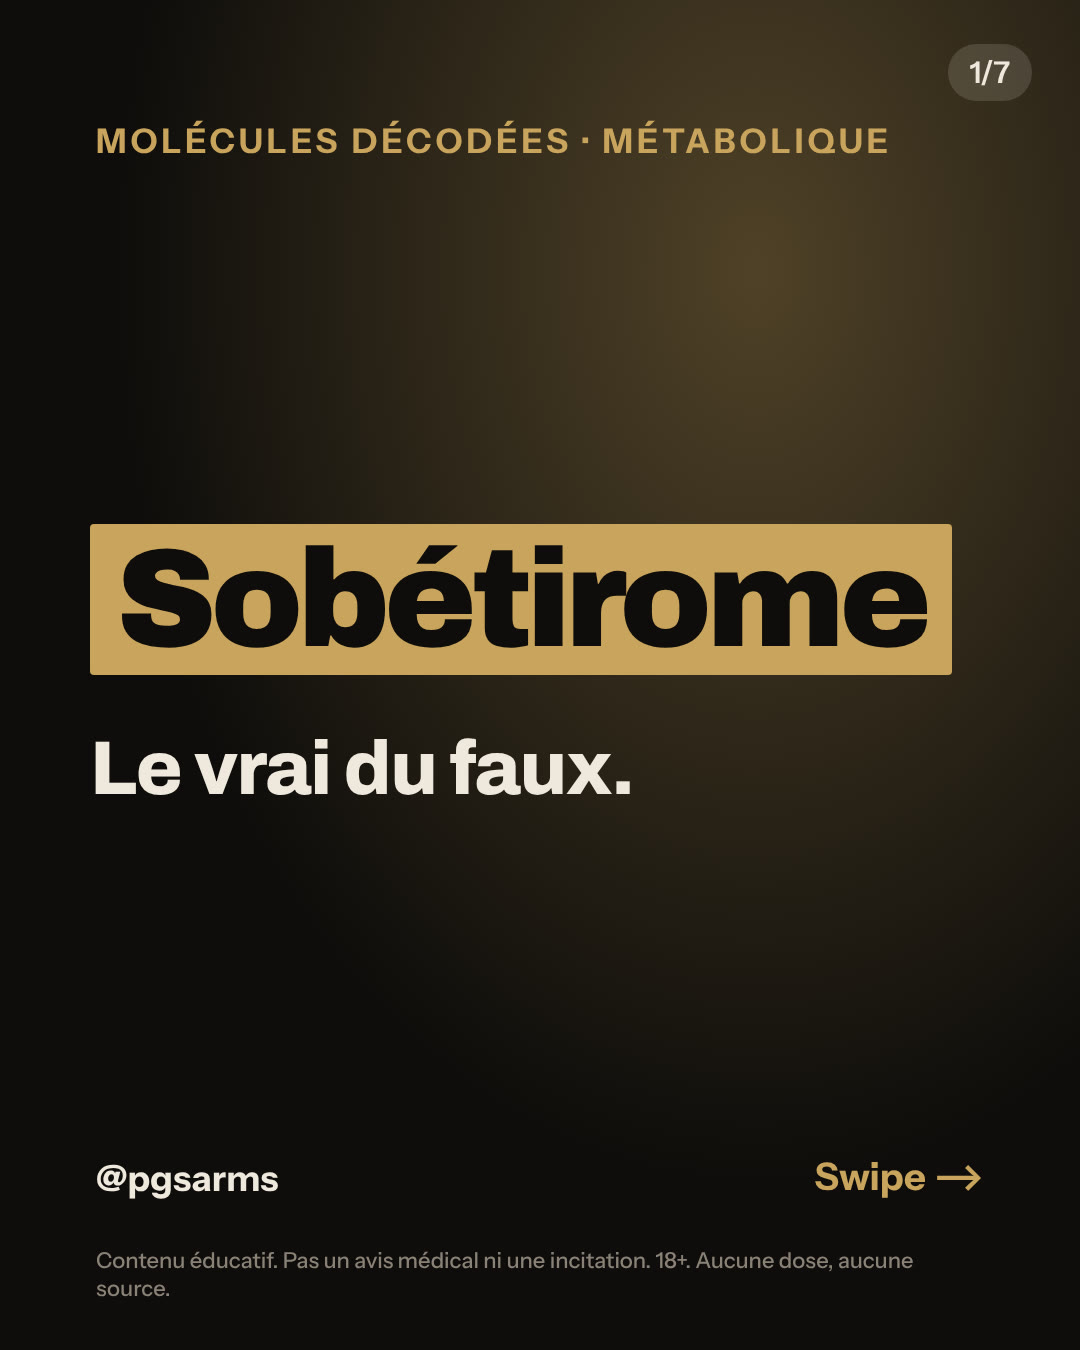 1/7
MOLÉCULES DÉCODÉES · MÉTABOLIQUE
Sobétirome
Le vrai du faux.
@pgsarms
Swipe →
Contenu éducatif. Pas un avis médical ni une incitation. 18+. Aucune dose, aucune
source.